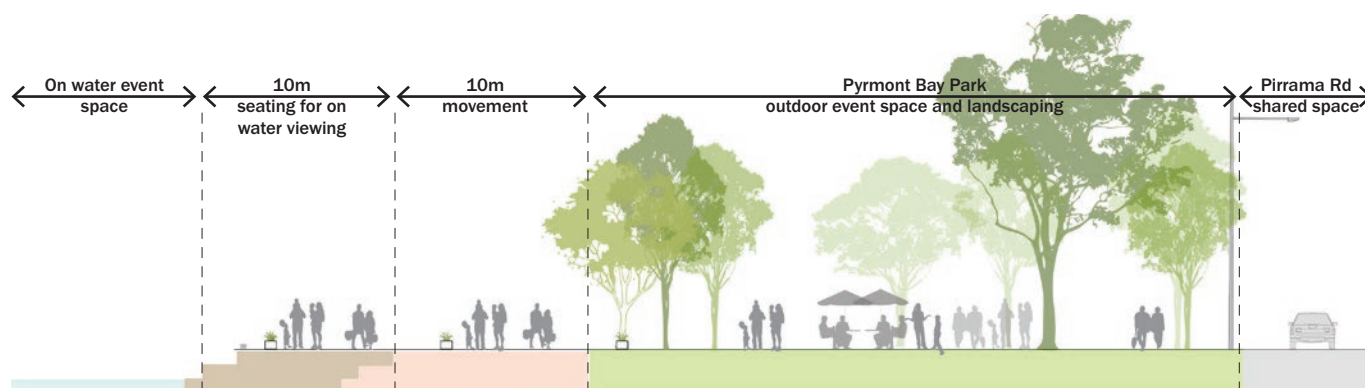 On water event
space
10m
seating for on
water viewing
10m
movement
Pyrmont Bay Park
outdoor event space and landscaping
Pirrama Rd
shared space